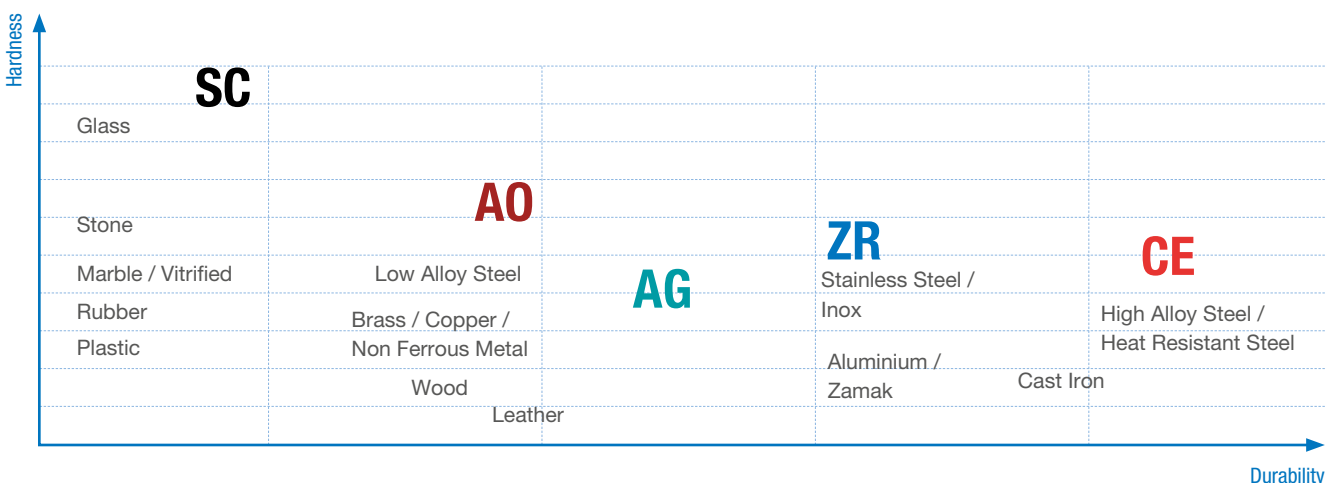 Hardness
SC
Glass
AO
Stone
ZR
CE
Marble / Vitrified
Low Alloy Steel
AG
Stainless Steel /
Inox
Rubber
Brass / Copper /
Non Ferrous Metal
High Alloy Steel /
Heat Resistant Steel
Plastic
Aluminium /
Zamak
Cast Iron
Wood
Leather
Durability